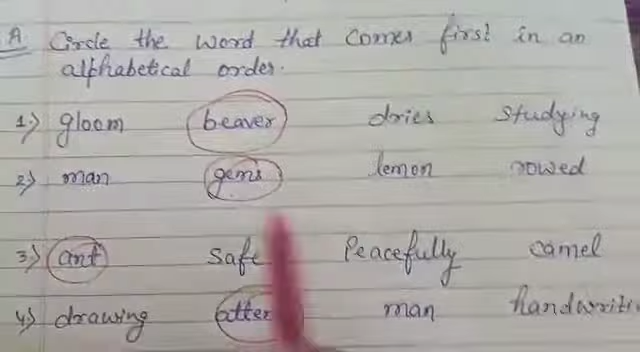 A. Circle the word that comes first in an
alphabetical order.
1) gloom beaver dries studying
2) man gems lemon rowed
3) ant safe Peacefully camel
4) drawing man